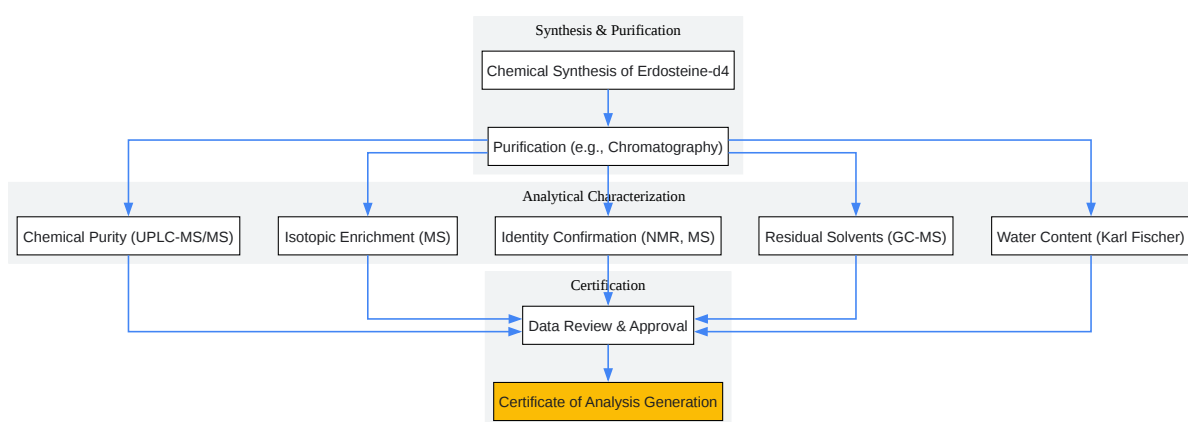 Synthesis & Purification
Chemical Synthesis of Erdosteine-d4
Purification (e.g., Chromatography)
Analytical Characterization
Chemical Purity (UPLC-MS/MS)
Isotopic Enrichment (MS)
Identity Confirmation (NMR, MS)
Residual Solvents (GC-MS)
Water Content (Karl Fischer)
Certification
Data Review & Approval
Certificate of Analysis Generation